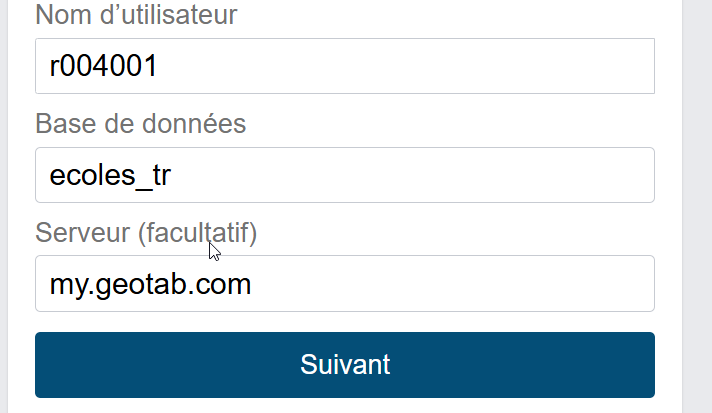 Nom d’utilisateur
r004001
Base de données
ecoles_tr
Serveur (facultatif)
my.geotab.com
Suivant